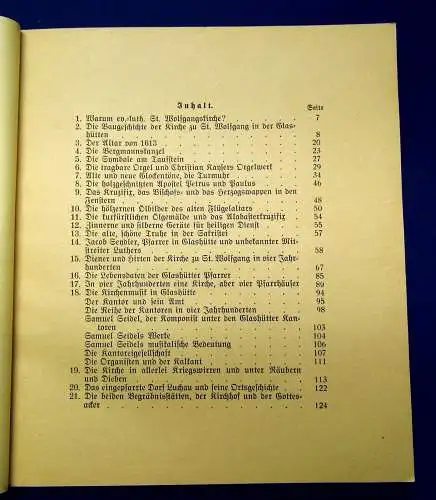 Inhalt.
Seite
1. Warum ev.-luth. St. Wolfgangskirche? . . . . . . 7
2. Die Baugeschichte der Kirche zu St. Wolfgang in der Glas-
hütten . . . . . . 8
3. Der Altar von 1613 . . . . . . 20
4. Die Bergmannskanzel . . . . . . 23
5. Die Symbole am Taufstein . . . . . . 27
6. Die tragbare Orgel und Christian Kaysers Orgelwerk . . 29
7. Alte und neue Glockentöne, die Turmuhr . . . . 34
8. Die holzgeschnitzten Apostel Petrus und Paulus . . . 46
9. Das Kruzifix, das Bischofs- und das Herzogswappen in den
Fenstern . . . . . . 48
10. Die hölzernen Ölbilder des alten Flügelaltars . . . 50
11. Die kurfürstlichen Ölgemälde und das Alabasterkruzifix . . 54
12. Zinnerne und silberne Geräte für heiligen Dienst . . . 55
13. Die alte, schöne Truhe in der Sakristei . . . . 57
14. Jacob Seydler, Pfarrer in Glashütte und unbekannter Mit-
streiter Luthers . . . . . . 58
15. Diener und Hirten der Kirche zu St. Wolfgang in vier Jahr-
hunderten . . . . . . 67
16. Die Lebensdaten der Glashütter Pfarrer . . . . 85
17. In vier Jahrhunderten eine Kirche, aber vier Pfarrhäuser . 89
18. Die Kirchenmusik in Glashütte . . . . . 94
Der Kantor und sein Amt . . . . . 95
Die Reihe der Kantoren in vier Jahrhunderten . . . 98
Samuel Seidel, der Komponist unter den Glashütter Kan-
toren . . . . . . 103
Samuel Seidels Werke . . . . . . 104
Samuel Seidels musikalische Bedeutung . . . . 106
Die Kantoreigesellschaft . . . . . . 107
Die Organisten und der Kalkant . . . . . 111
19. Die Kirche in allerlei Kriegswirren und unter Räubern
und Dieben . . . . . . 113
20. Das eingepfarrte Dorf Luchau und seine Ortsgeschichte . . 122
21. Die beiden Begräbnisstätten, der Kirchhof und der Gottes-
acker . . . . . . 124